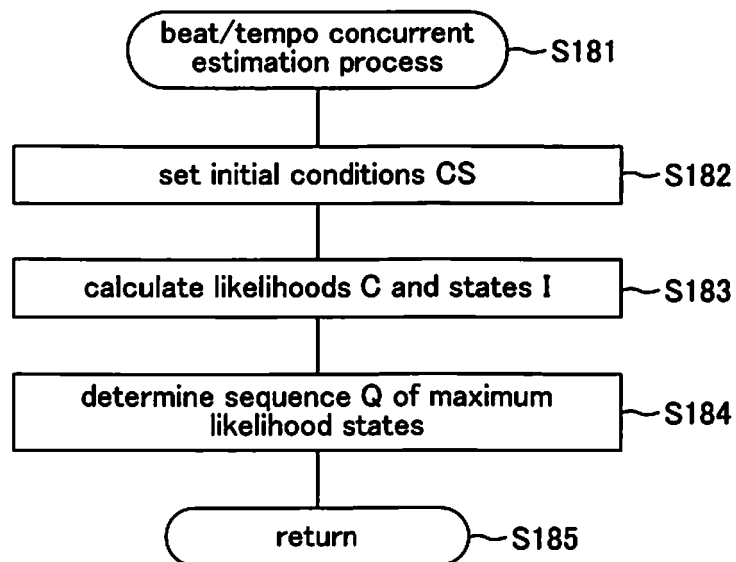 beat/tempo concurrent
estimation process
S181
set initial conditions CS
S182
calculate likelihoods C and states I
S183
determine sequence Q of maximum
likelihood states
S184
return
S185